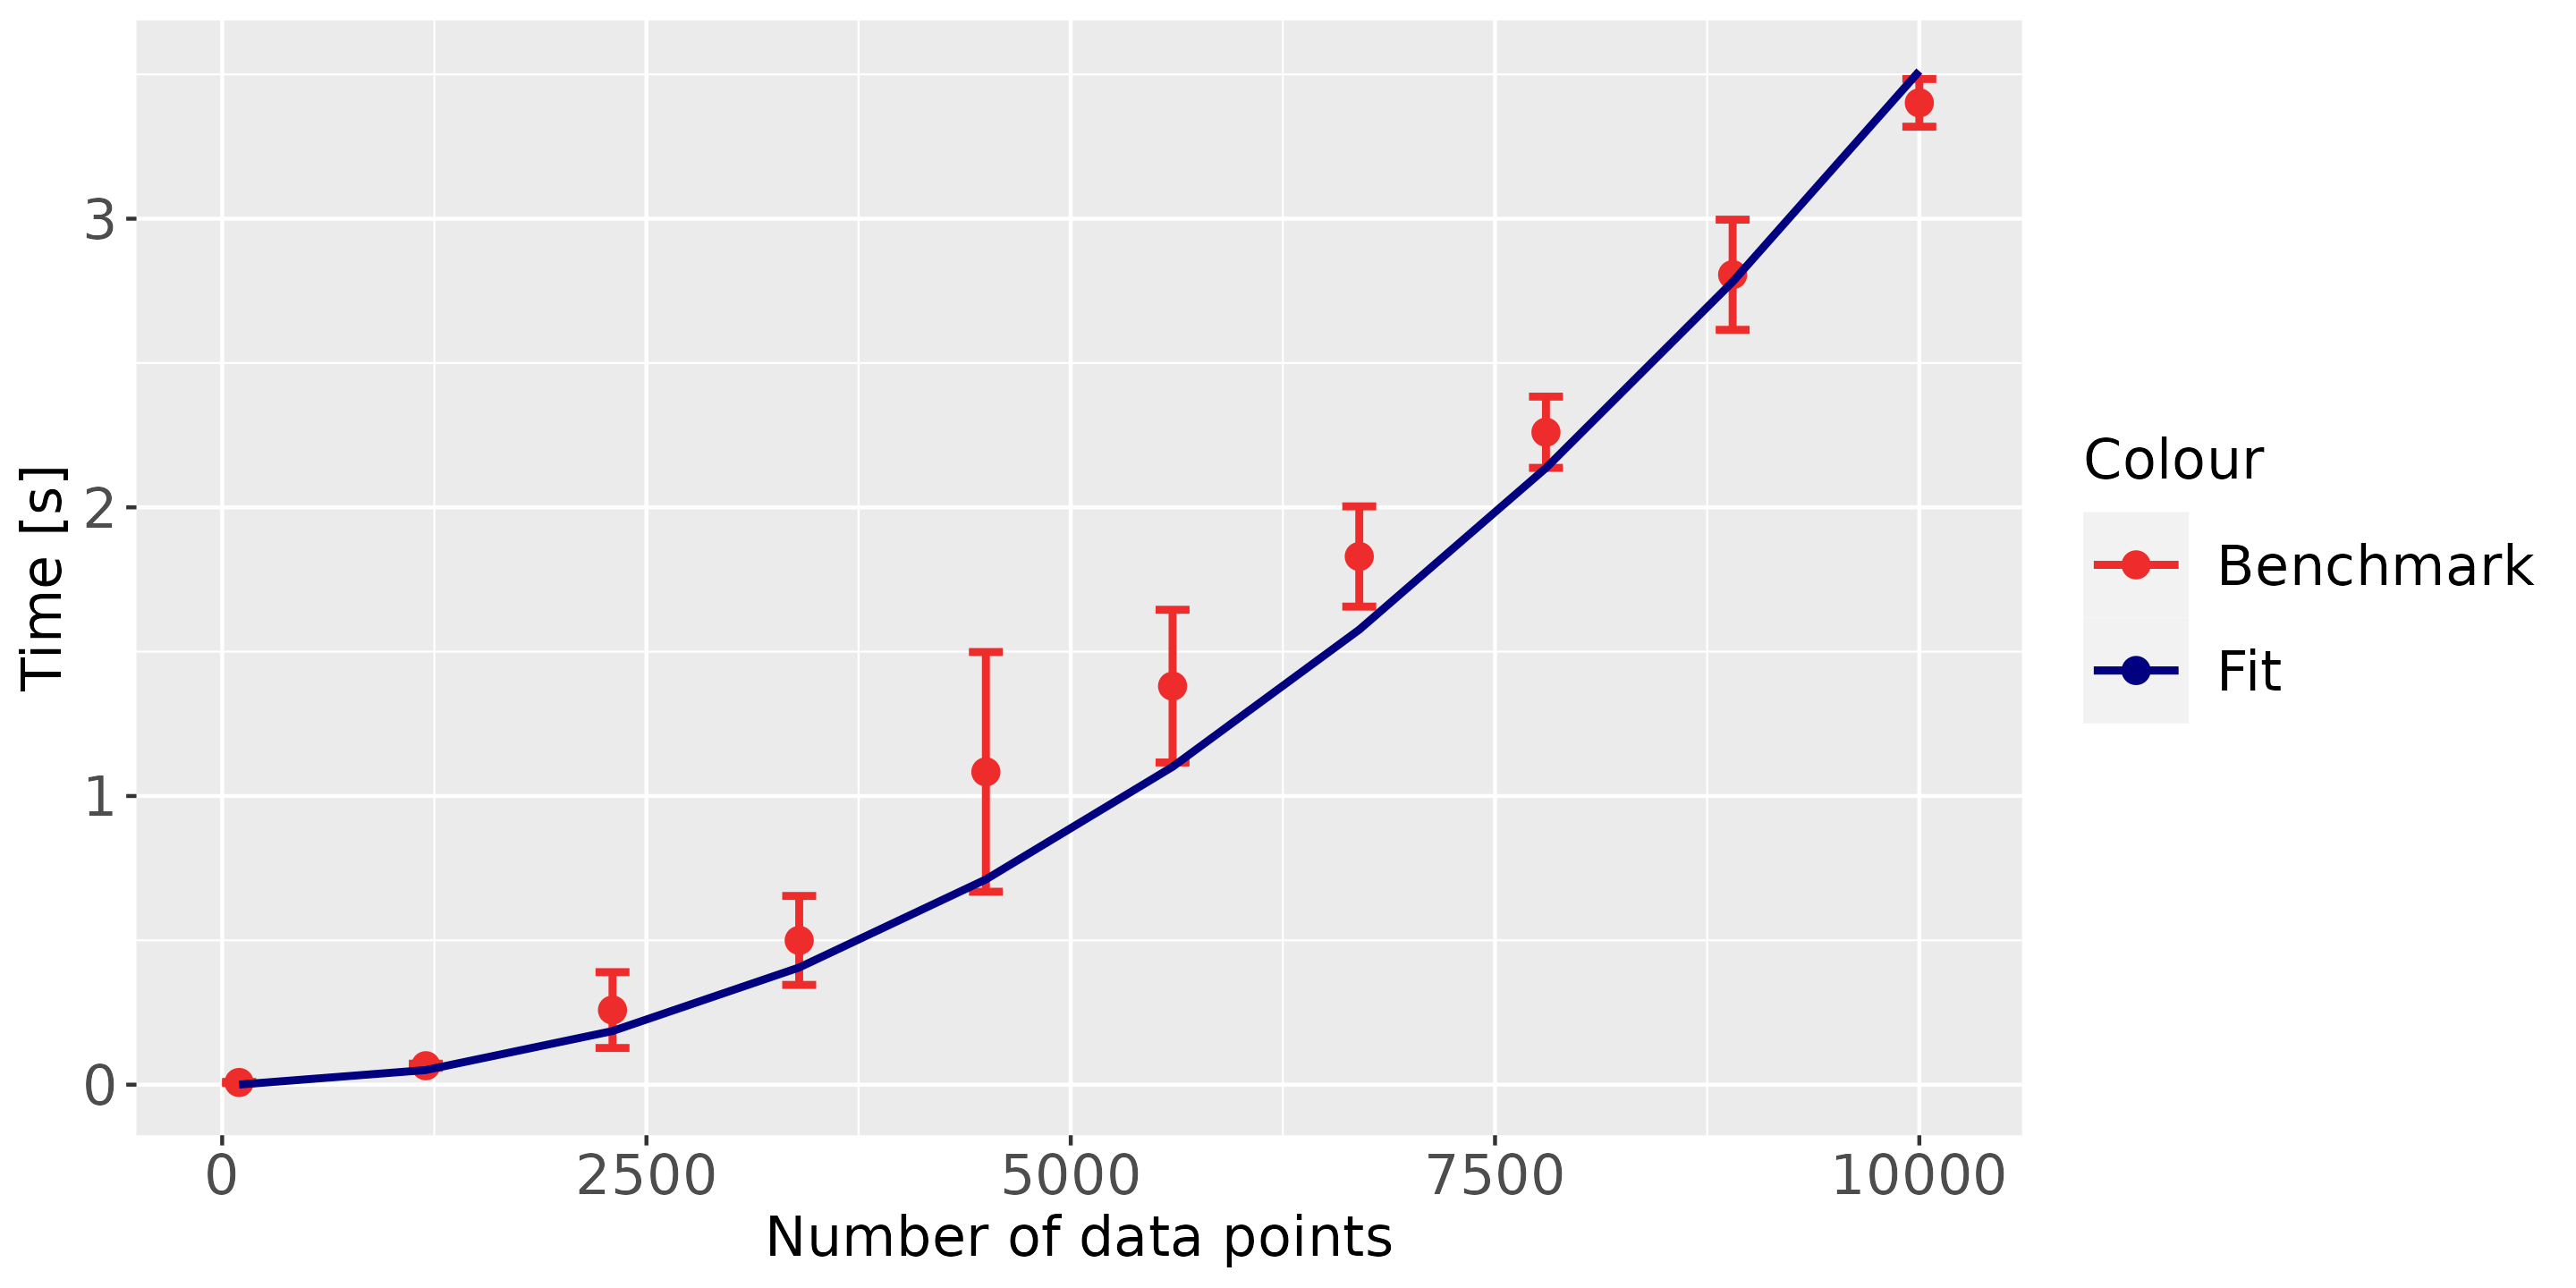 Time [s]
3
2
1
0
0 2500 5000 7500 10000
Number of data points
Colour
Benchmark
Fit